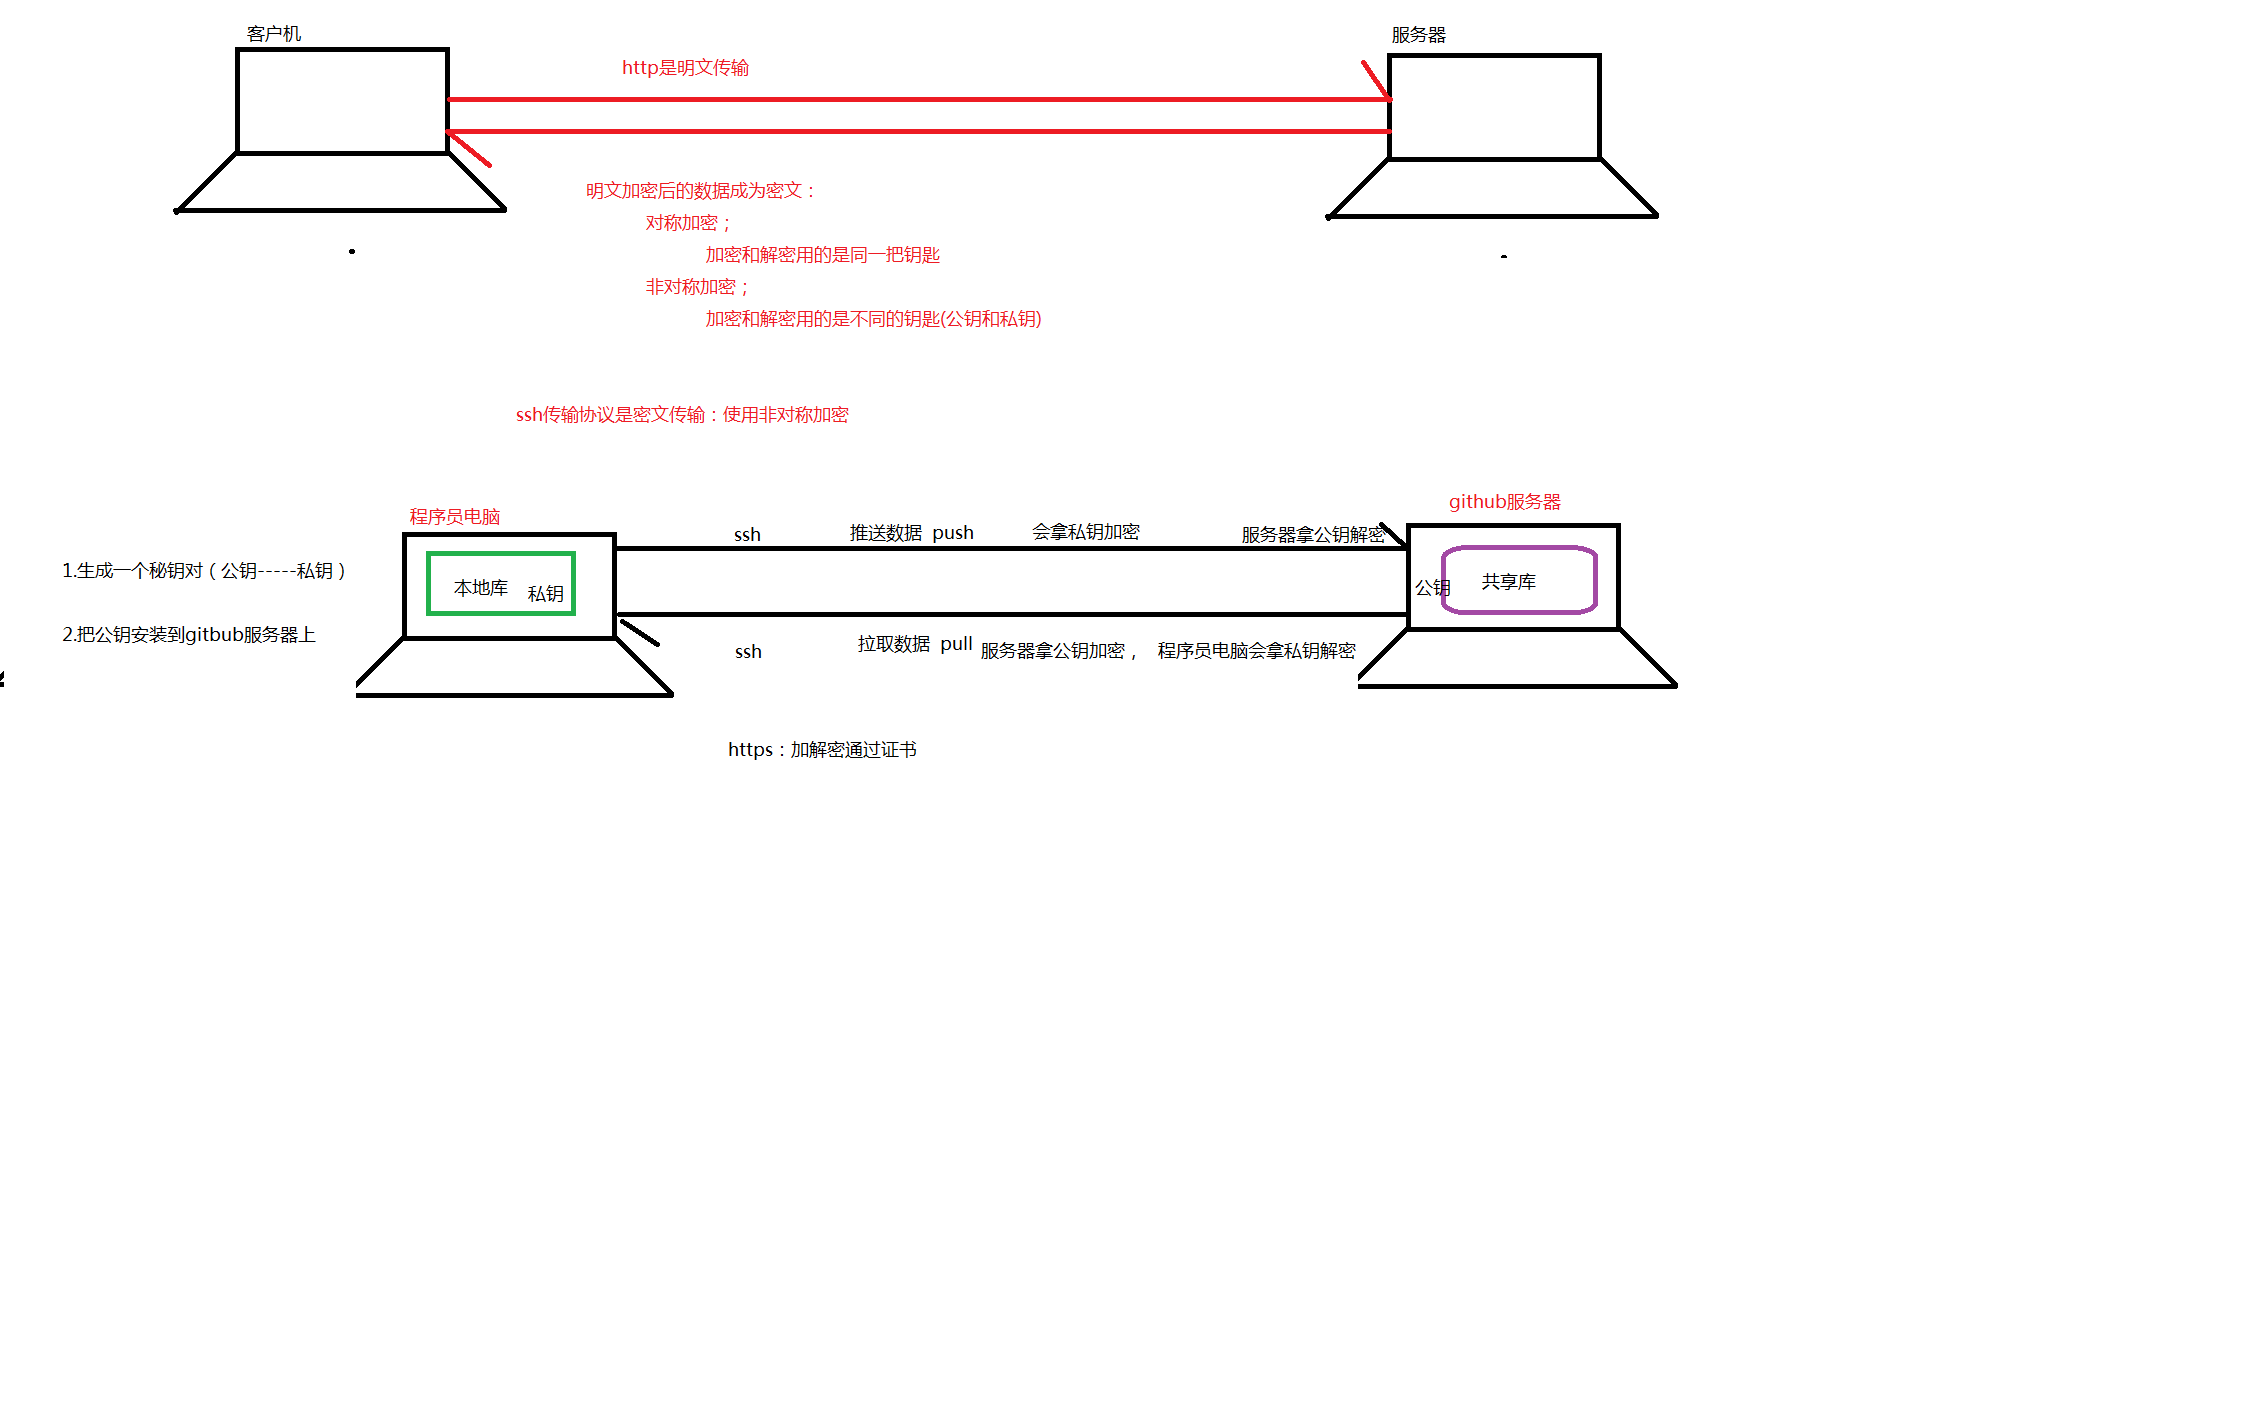 客户机
服务器
http是明文传输
明文加密后的数据成为密文：
对称加密；
加密和解密用的是同一把钥匙
非对称加密；
加密和解密用的是不同的钥匙(公钥和私钥)
ssh传输协议是密文传输：使用非对称加密
程序员电脑
github服务器
ssh 推送数据 push 会拿私钥加密 服务器拿公钥解密
1.生成一个秘钥对（公钥-----私钥）
本地库 私钥
公钥 共享库
2.把公钥安装到gitbub服务器上
ssh 拉取数据 pull 服务器拿公钥加密， 程序员电脑会拿私钥解密
https：加解密通过证书